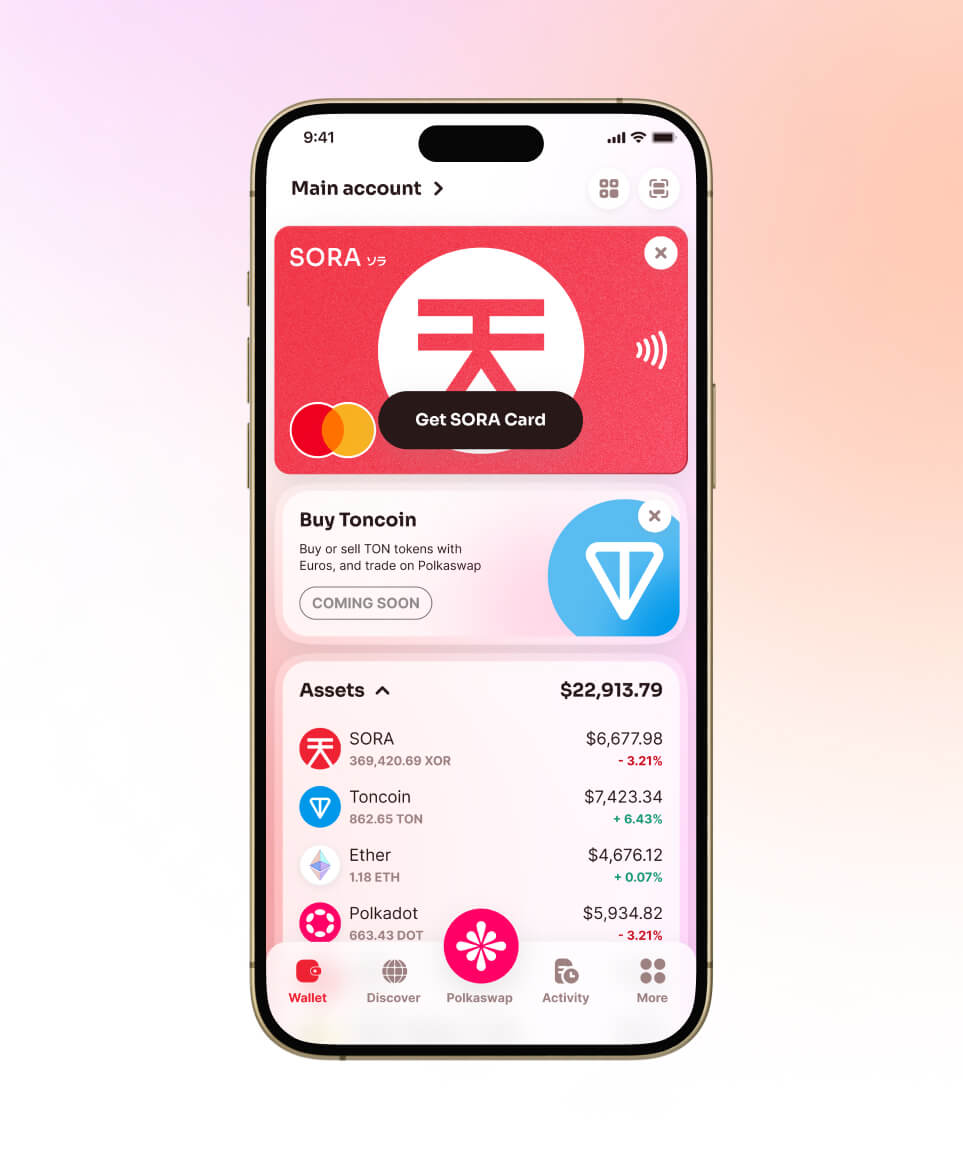 9:41
Main account
SORA ソラ
天
Get SORA Card
Buy Toncoin
Buy or sell TON tokens with
Euros, and trade on Polkaswap
COMING SOON
Assets $22,913.79
SORA $6,677.98
369,420.69 XOR - 3.21%
Toncoin $7,423.34
862.65 TON + 6.43%
Ether $4,676.12
1.18 ETH + 0.07%
Polkadot $5,934.82
663.43 DOT - 3.21%
Wallet Discover Polkaswap Activity More